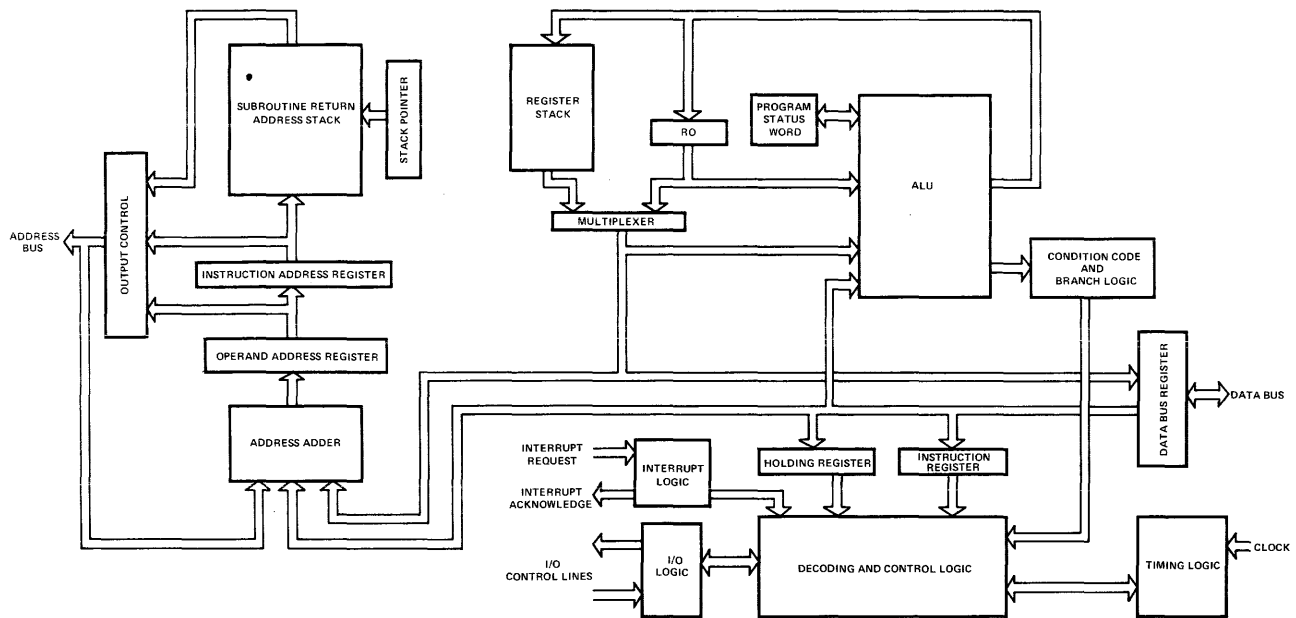 SUBROUTINE RETURN
ADDRESS STACK
STACK POINTER
OUTPUT CONTROL
ADDRESS
BUS
INSTRUCTION ADDRESS REGISTER
OPERAND ADDRESS REGISTER
ADDRESS ADDER
REGISTER
STACK
RO
PROGRAM
STATUS
WORD
ALU
MULTIPLEXER
CONDITION CODE
AND
BRANCH LOGIC
DATA BUS REGISTER
DATA BUS
INTERRUPT
REQUEST
INTERRUPT
LOGIC
INTERRUPT
ACKNOWLEDGE
HOLDING REGISTER
INSTRUCTION
REGISTER
I/O
CONTROL LINES
I/O
LOGIC
DECODING AND CONTROL LOGIC
TIMING LOGIC
CLOCK